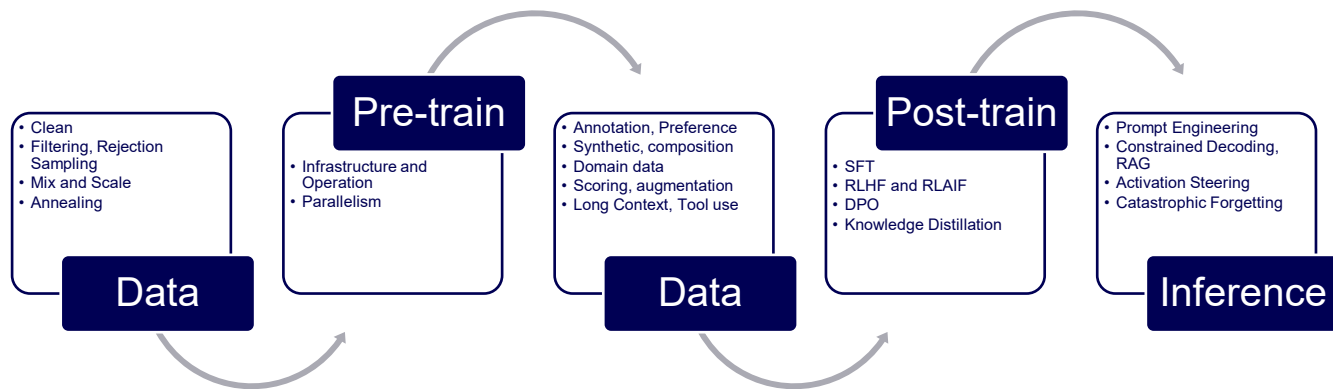 • Clean
• Filtering, Rejection
Sampling
• Mix and Scale
• Annealing
Data
Pre-train
• Infrastructure and
Operation
• Parallelism
• Annotation, Preference
• Synthetic, composition
• Domain data
• Scoring, augmentation
• Long Context, Tool use
Data
Post-train
• SFT
• RLHF and RLAIF
• DPO
• Knowledge Distillation
• Prompt Engineering
• Constrained Decoding,
RAG
• Activation Steering
• Catastrophic Forgetting
Inference